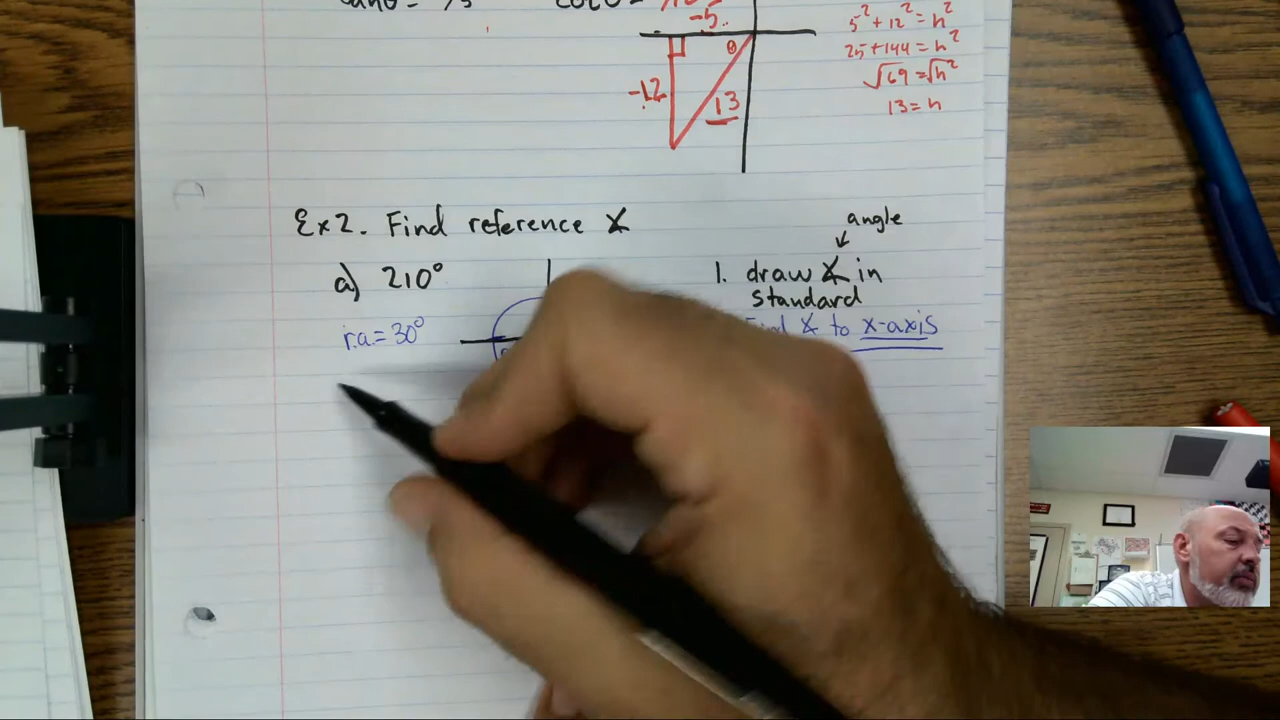 -5
5² + 12² = h²
25 + 144 = h²
θ
√69 = √h²
-12
13
13 = h
Ex 2. Find reference ∡
angle
a) 210°
1. draw ∡ in
standard
r.a = 30°
∡ to x-axis